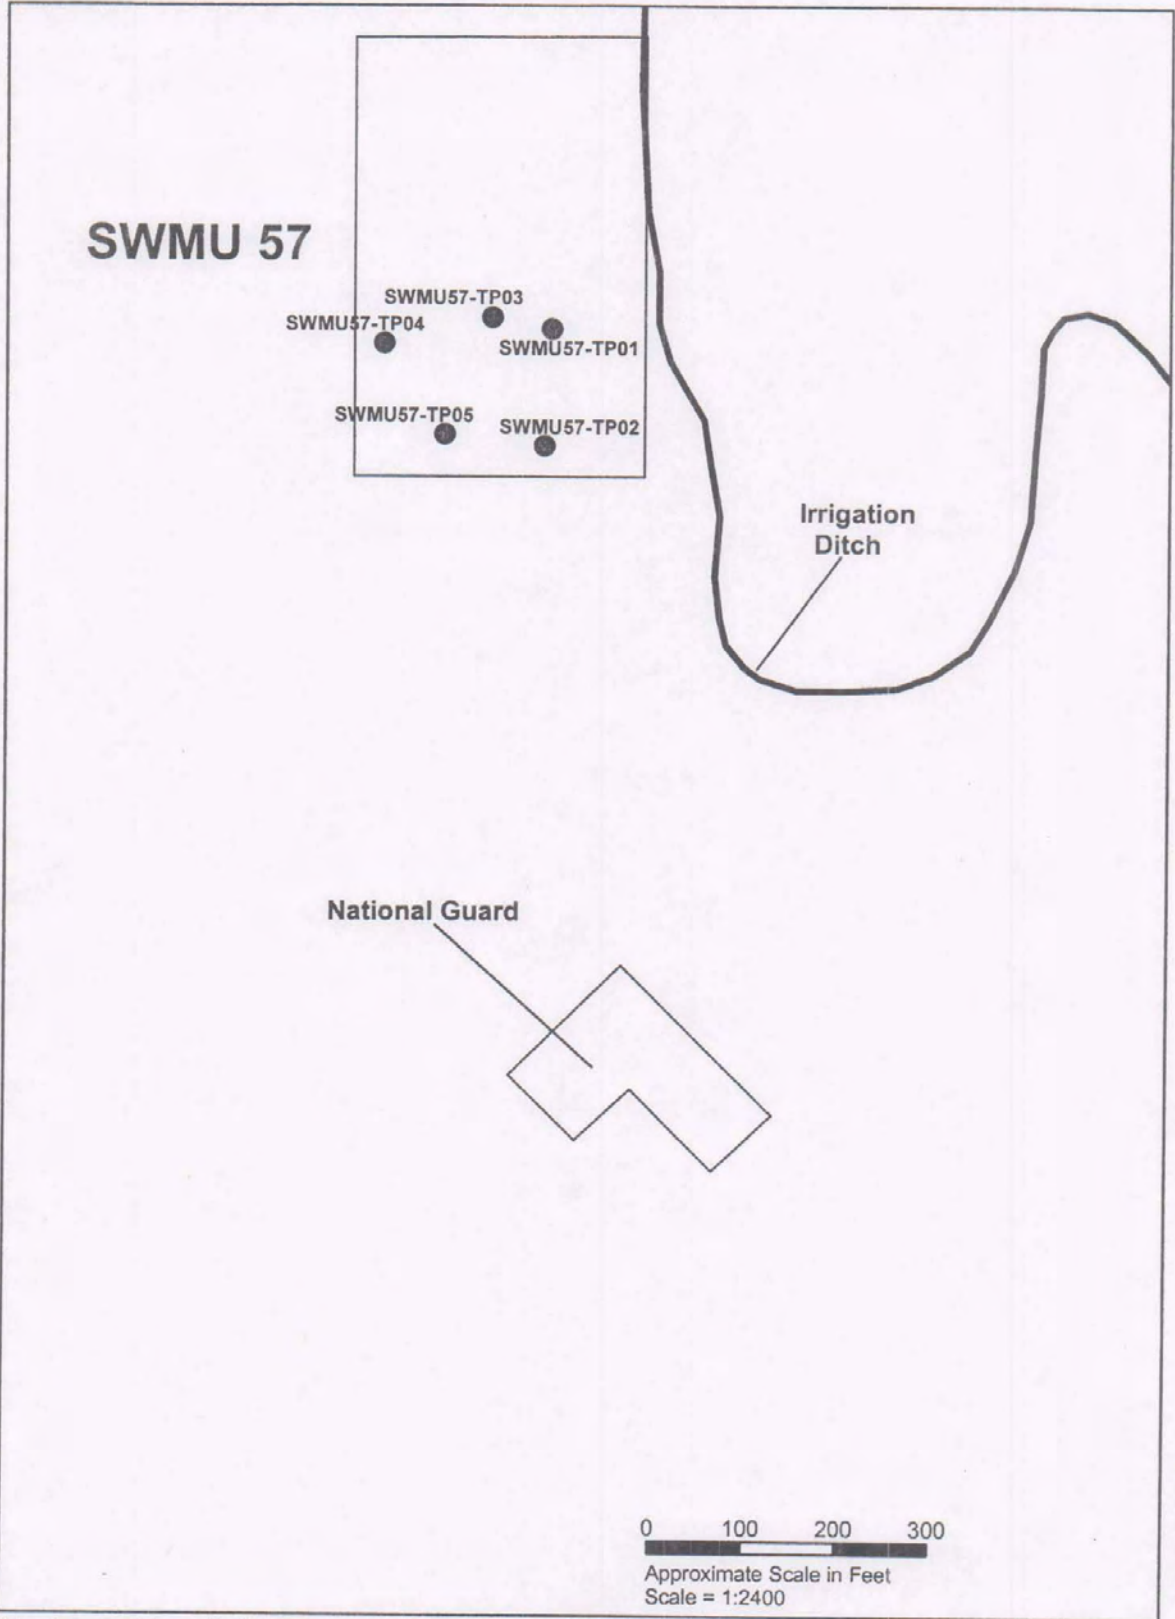 SWMU 57
SWMU57-TP03
SWMU57-TP04
SWMU57-TP01
SWMU57-TP05
SWMU57-TP02
Irrigation
Ditch
National Guard
0 100 200 300
Approximate Scale in Feet
Scale = 1:2400